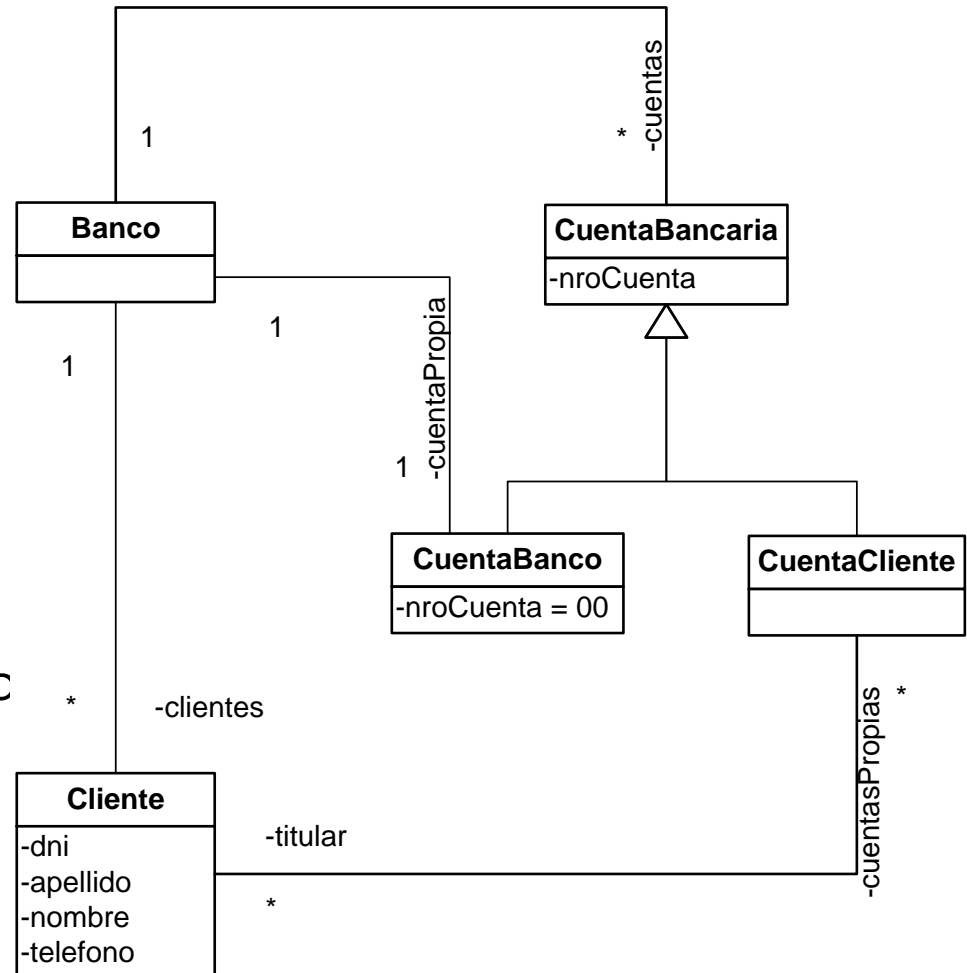 -cuentas
1
*
Banco
CuentaBancaria
-nroCuenta
1
-cuentaPropia
1
1
CuentaBanco
-nroCuenta = 00
CuentaCliente
*
-clientes
*
-cuentasPropias
Cliente
-dni
-apellido
-nombre
-telefono
-titular
*